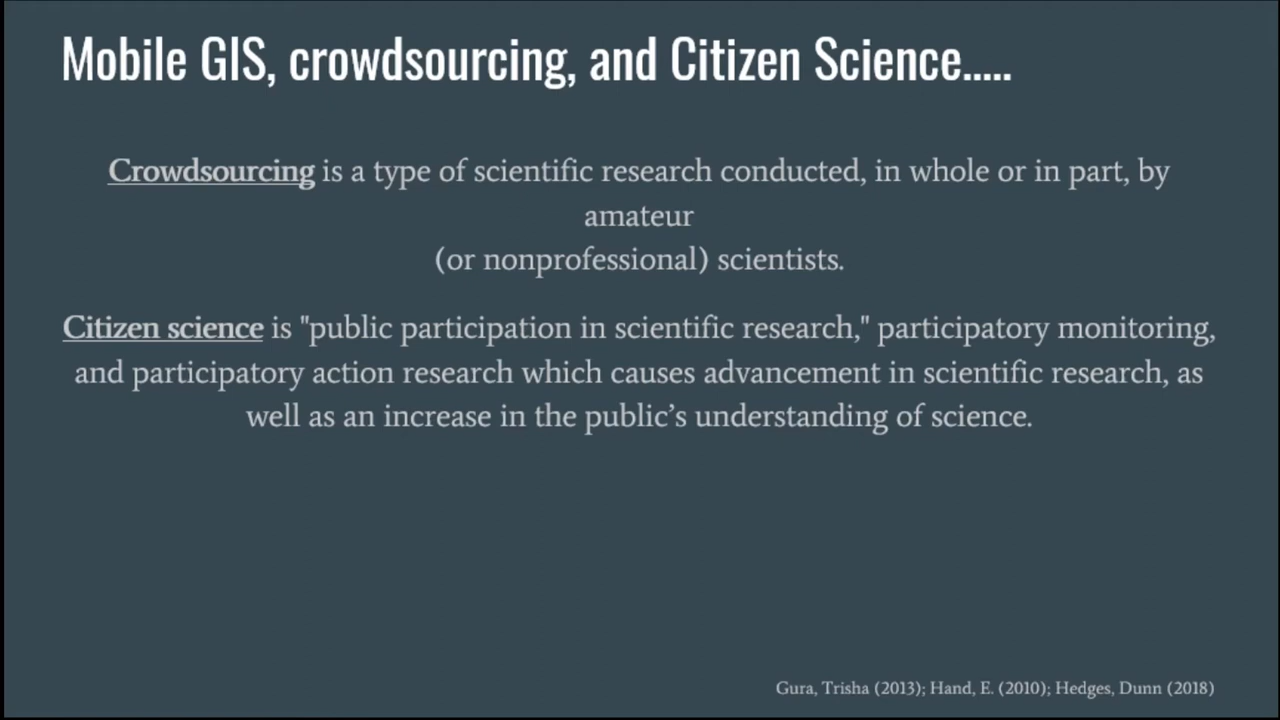 Mobile GIS, crowdsourcing, and Citizen Science.....
Crowdsourcing is a type of scientific research conducted, in whole or in part, by
amateur
(or nonprofessional) scientists.
Citizen science is "public participation in scientific research," participatory monitoring,
and participatory action research which causes advancement in scientific research, as
well as an increase in the public’s understanding of science.
Gura, Trisha (2013); Hand, E. (2010); Hedges, Dunn (2018)